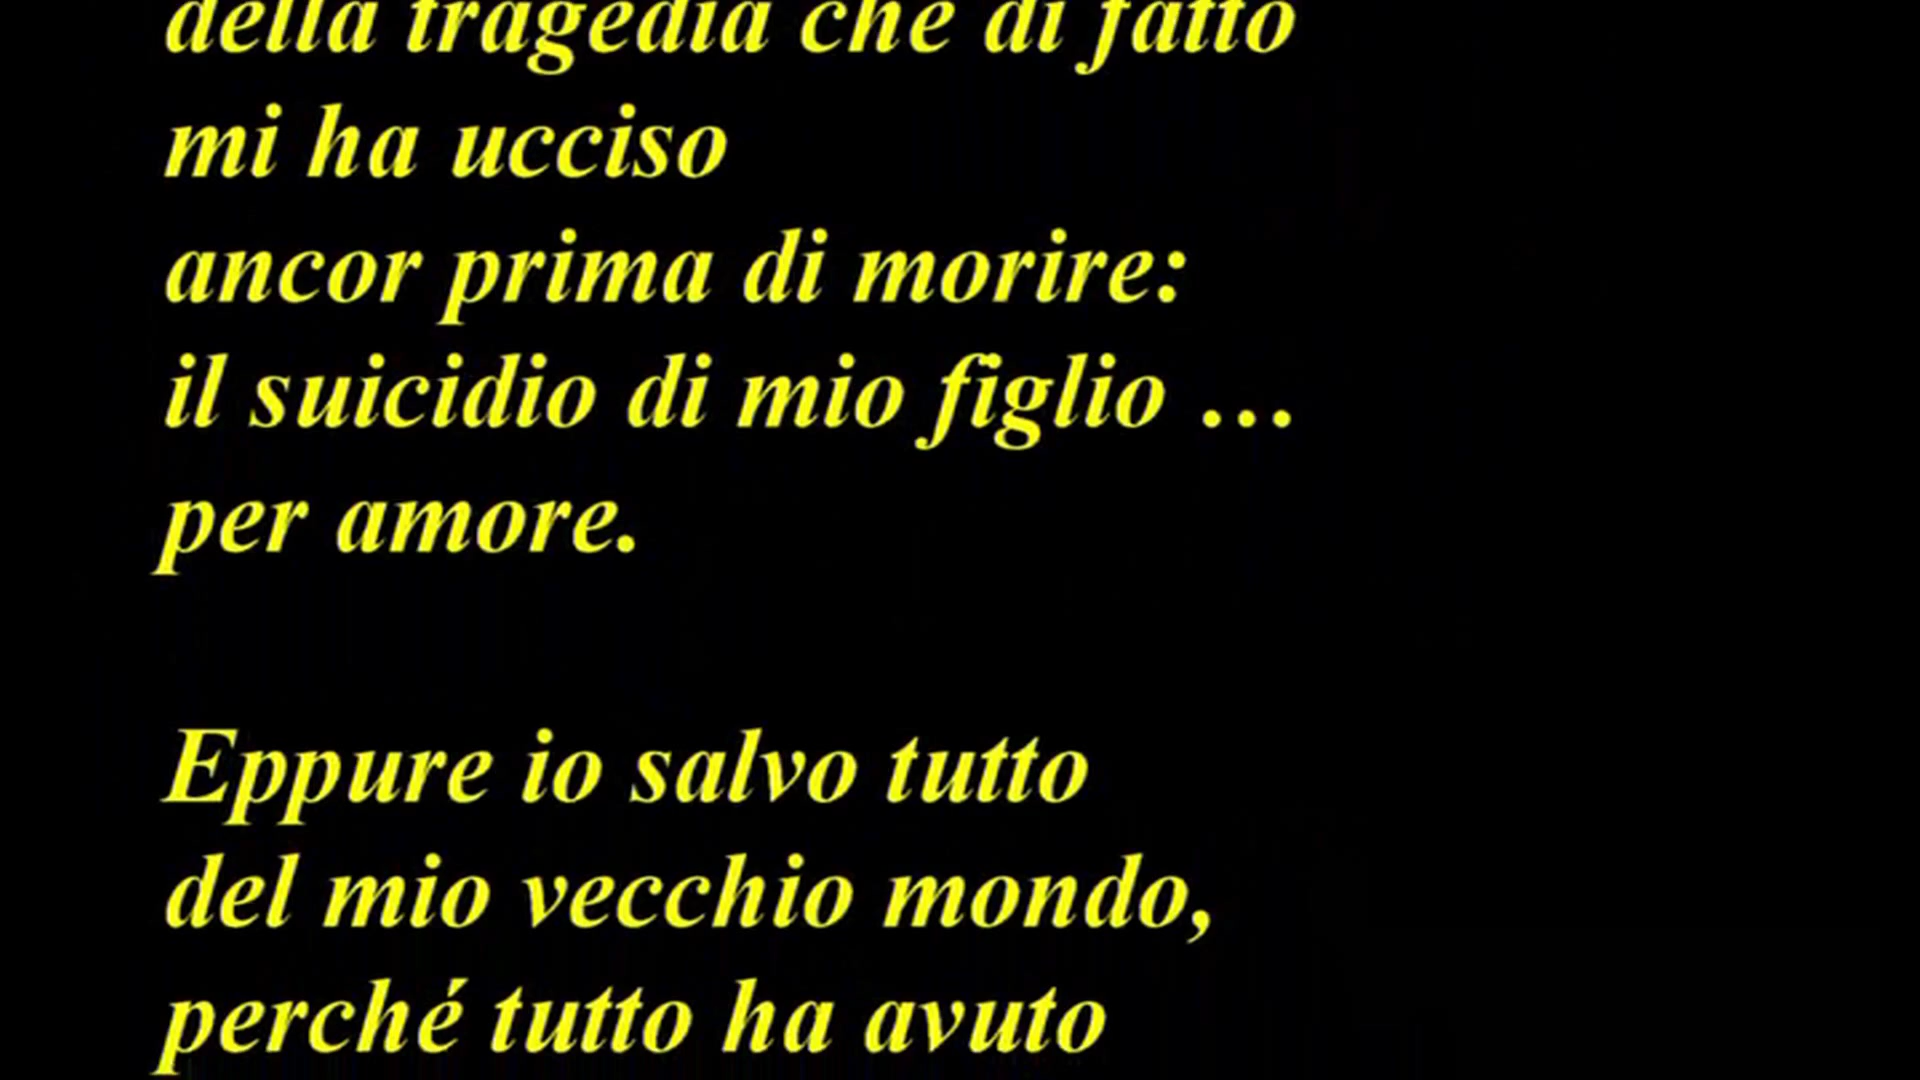 della tragedia che di fatto
mi ha ucciso
ancor prima di morire:
il suicidio di mio figlio ...
per amore.
Eppure io salvo tutto
del mio vecchio mondo,
perché tutto ha avuto